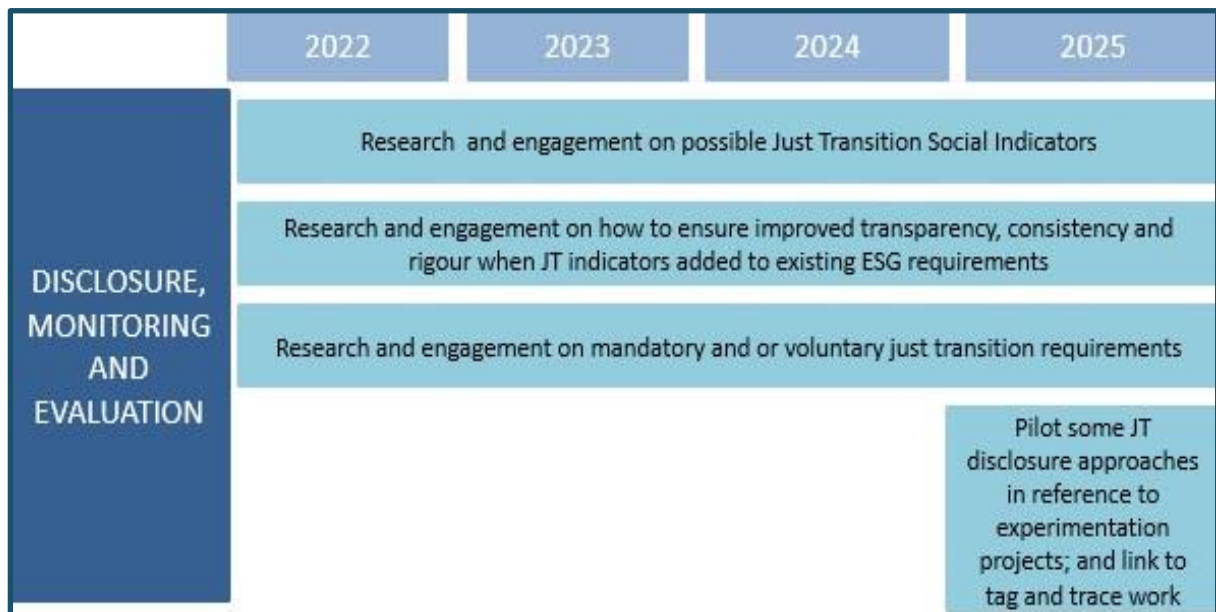 2022 2023 2024 2025
DISCLOSURE,
MONITORING
AND
EVALUATION
Research and engagement on possible Just Transition Social Indicators
Research and engagement on how to ensure improved transparency, consistency and
rigour when JT indicators added to existing ESG requirements
Research and engagement on mandatory and or voluntary just transition requirements
Pilot some JT
disclosure approaches
in reference to
experimentation
projects; and link to
tag and trace work